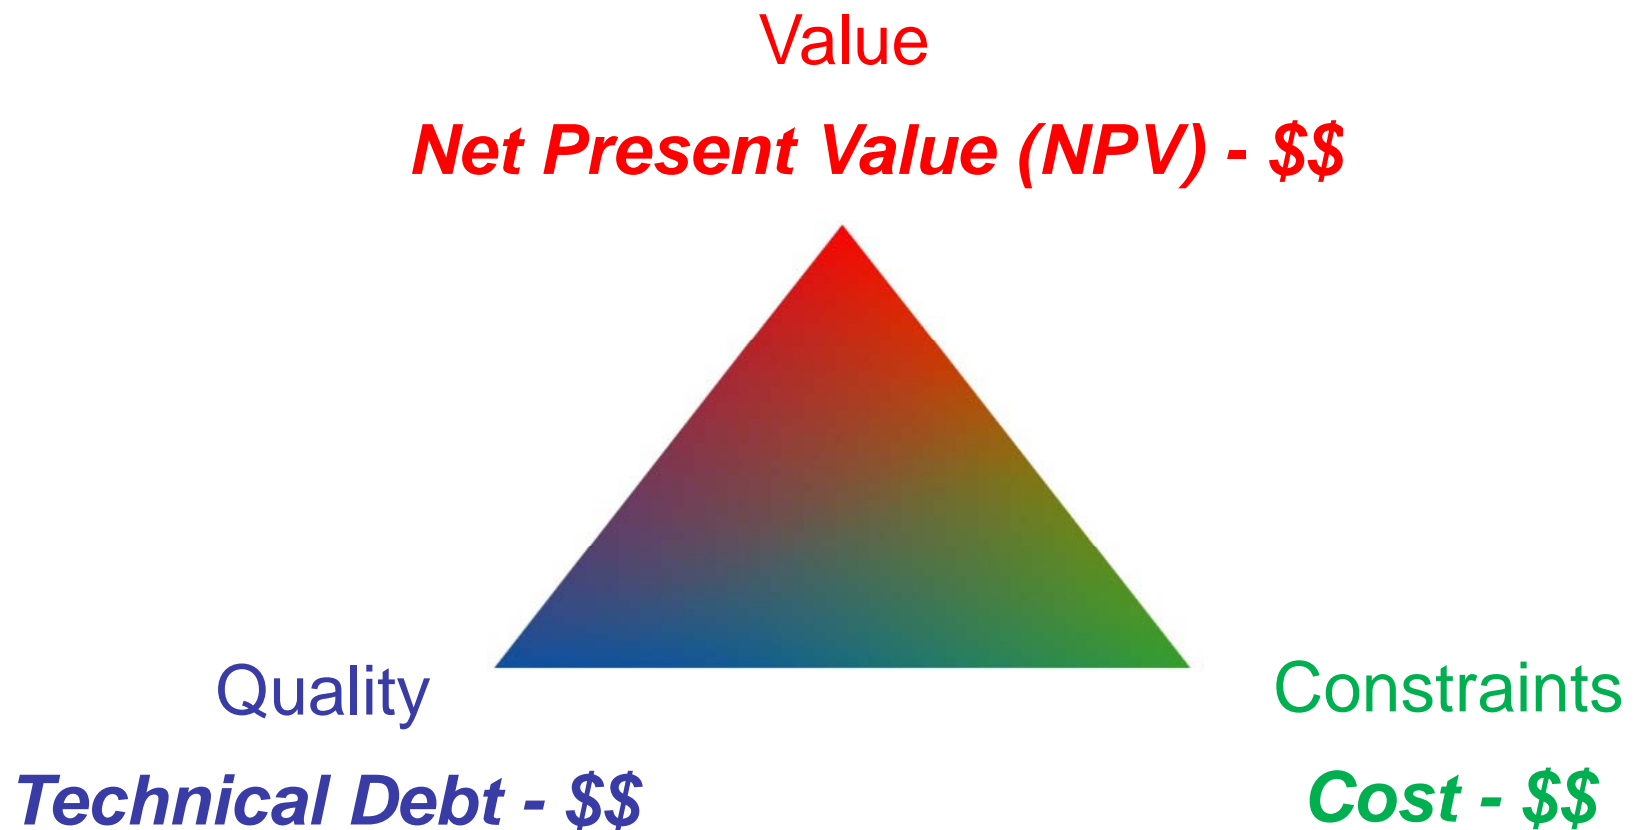 Value
Net Present Value (NPV) - $$
Quality
Constraints
Technical Debt - $$
Cost - $$